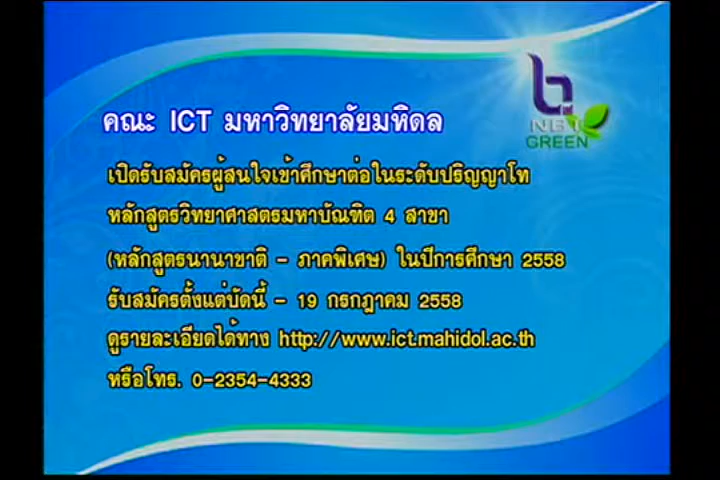 คณะ ICT มหาวิทยาลัยมหิดล
NBT
GREEN
เปิดรับสมัครผู้สนใจเข้าศึกษาต่อในระดับปริญญาโท
หลักสูตรวิทยาศาสตรมหาบัณฑิต 4 สาขา
(หลักสูตรนานาชาติ - ภาคพิเศษ) ในปีการศึกษา 2558
รับสมัครตั้งแต่บัดนี้ - 19 กรกฎาคม 2558
ดูรายละเอียดได้ทาง http://www.ict.mahidol.ac.th
หรือโทร. 0-2354-4333